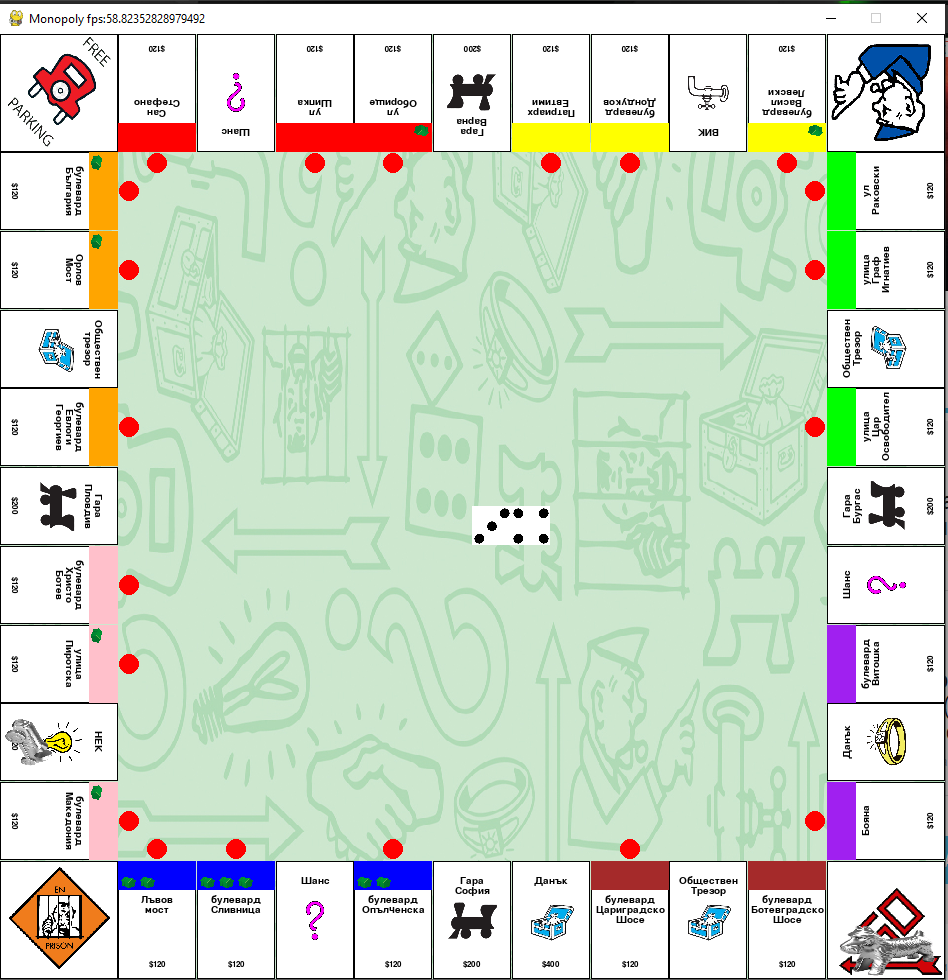 Monopoly fps:58.82352828979492
FREE
PARKING
$120
Сан
Стефано
Шанс
$120
ул
Шипка
$120
ул
Оборище
$200
Гара
Варна
$120
Патриарх
Евтими
$120
булевард
Дондуков
ВИК
$120
булевард
Васил
Левски
булевард
България
$120
Орлов
Мост
$120
Обществен
трезор
булевард
Евлоги
Георгиев
$120
Гара
Пловдив
$200
булевард
Христо
Ботев
$120
улица
Пиротска
$120
НЕК
булевард
Македония
$120
ул
Раковски
$120
улица
Граф
Игнатиев
$120
Обществен
Трезор
улица
Цар
Освободител
$120
Гара
Бургас
$200
Шанс
булевард
Витошка
$120
Данък
Бояна
$120
EN
PRISON
Лъвов
мост
$120
булевард
Сливница
$120
Шанс
булевард
Опълченска
$120
Гара
София
$200
Данък
$400
булевард
Цариградско
Шосе
$120
Обществен
Трезор
булевард
Ботевградско
Шосе
$120